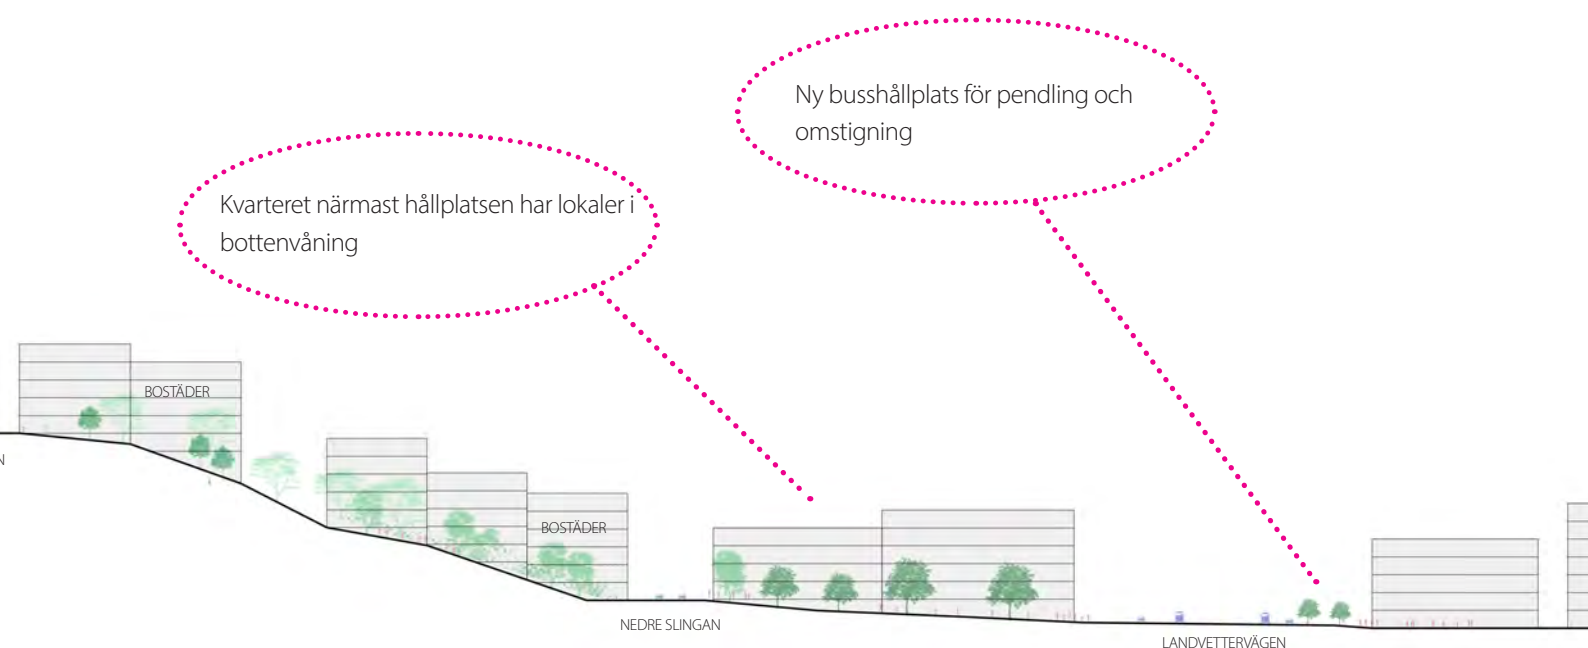 Ny busshållplats för pendling och
omstigning
Kvarteret närmast hållplatsen har lokaler i
bottenvåning
BOSTÄDER
N
BOSTÄDER
NEDRE SLINGAN
LANDVETTERVÄGEN